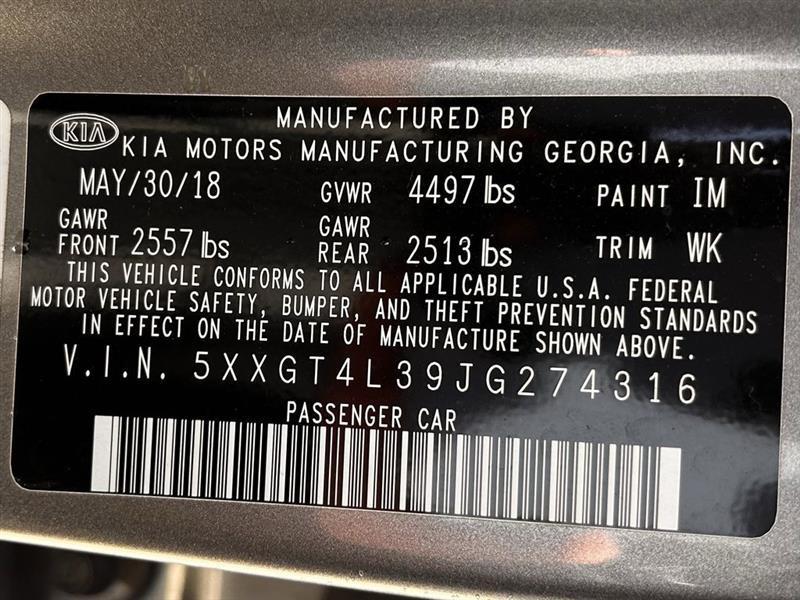 MANUFACTURED BY
KIA KIA MOTORS MANUFACTURING GEORGIA, INC.
MAY/30/18 GVWR 4497 lbs PAINT IM
GAWR FRONT 2557 lbs GAWR REAR 2513 lbs TRIM WK
THIS VEHICLE CONFORMS TO ALL APPLICABLE U.S.A. FEDERAL
MOTOR VEHICLE SAFETY, BUMPER, AND THEFT PREVENTION STANDARDS
IN EFFECT ON THE DATE OF MANUFACTURE SHOWN ABOVE.
V.I.N. 5XXGT4L39JG274316
PASSENGER CAR